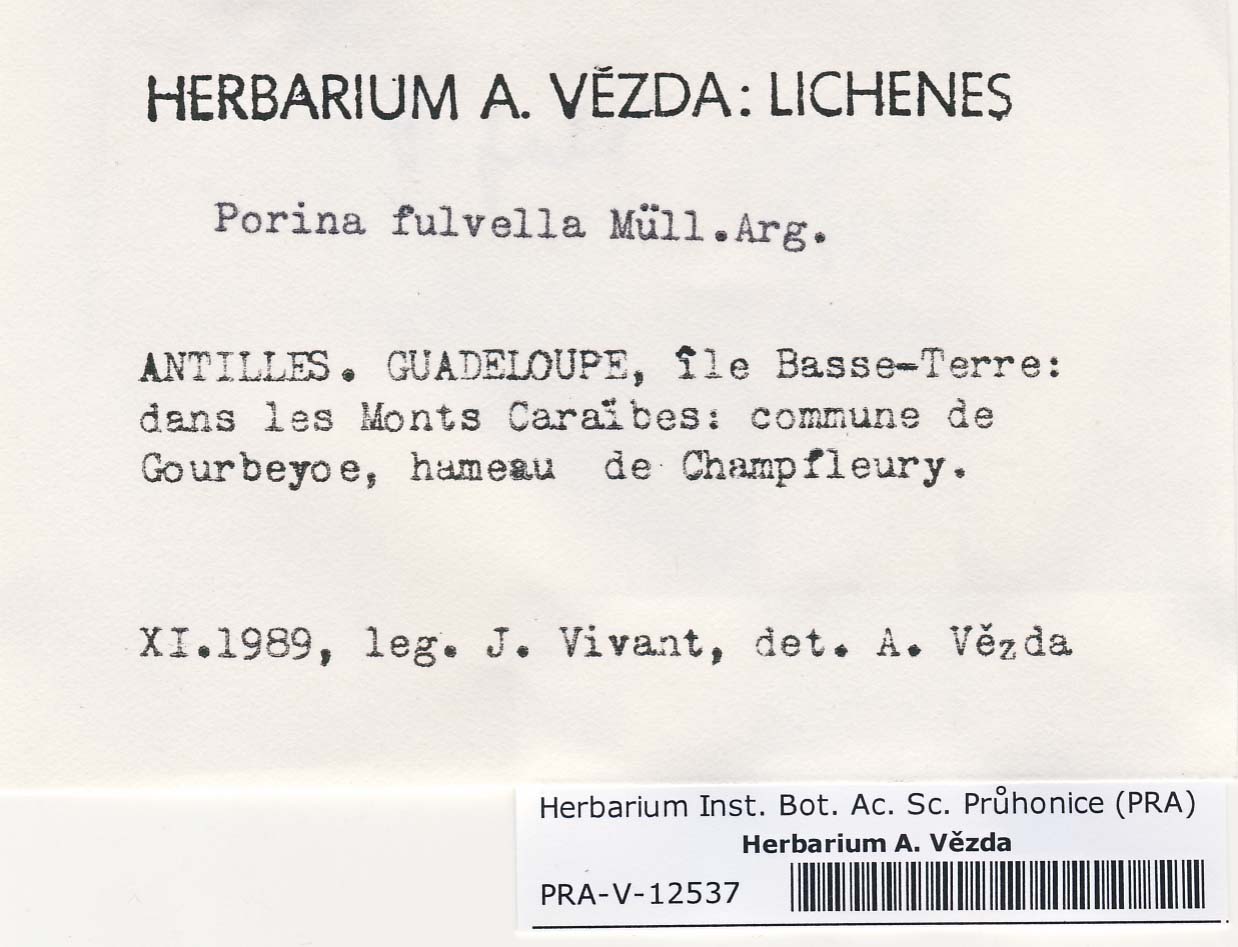 HERBARIUM A. VĚZDA: LICHENES
Porina fulvella Müll.Arg.
ANTILLES. GUADELOUPE, île Basse-Terre:
dans les Monts Caraïbes: commune de
Gourbeyoe, hameau de Champfleury.
XI.1989, leg. J. Vivant, det. A. Vězda
Herbarium Inst. Bot. Ac. Sc. Průhonice (PRA)
Herbarium A. Vězda
PRA-V-12537